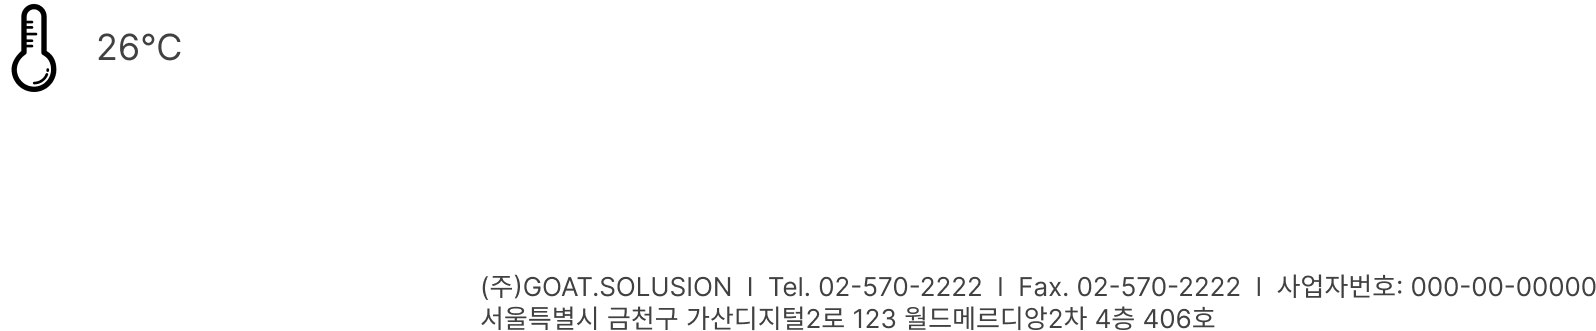 26°C
(주)GOAT.SOLUSION | Tel. 02-570-2222 | Fax. 02-570-2222 | 사업자번호: 000-00-00000
서울특별시 금천구 가산디지털2로 123 월드메르디앙2차 4층 406호